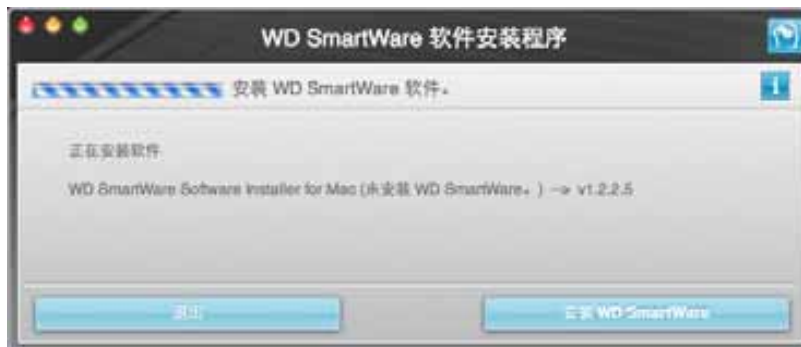 WD SmartWare 软件安装程序
安装 WD SmartWare 软件。
正在安装软件
WD SmartWare Software Installer for Mac (未安装 WD SmartWare。) --> v1.2.2.5
退出
安装 WD SmartWare